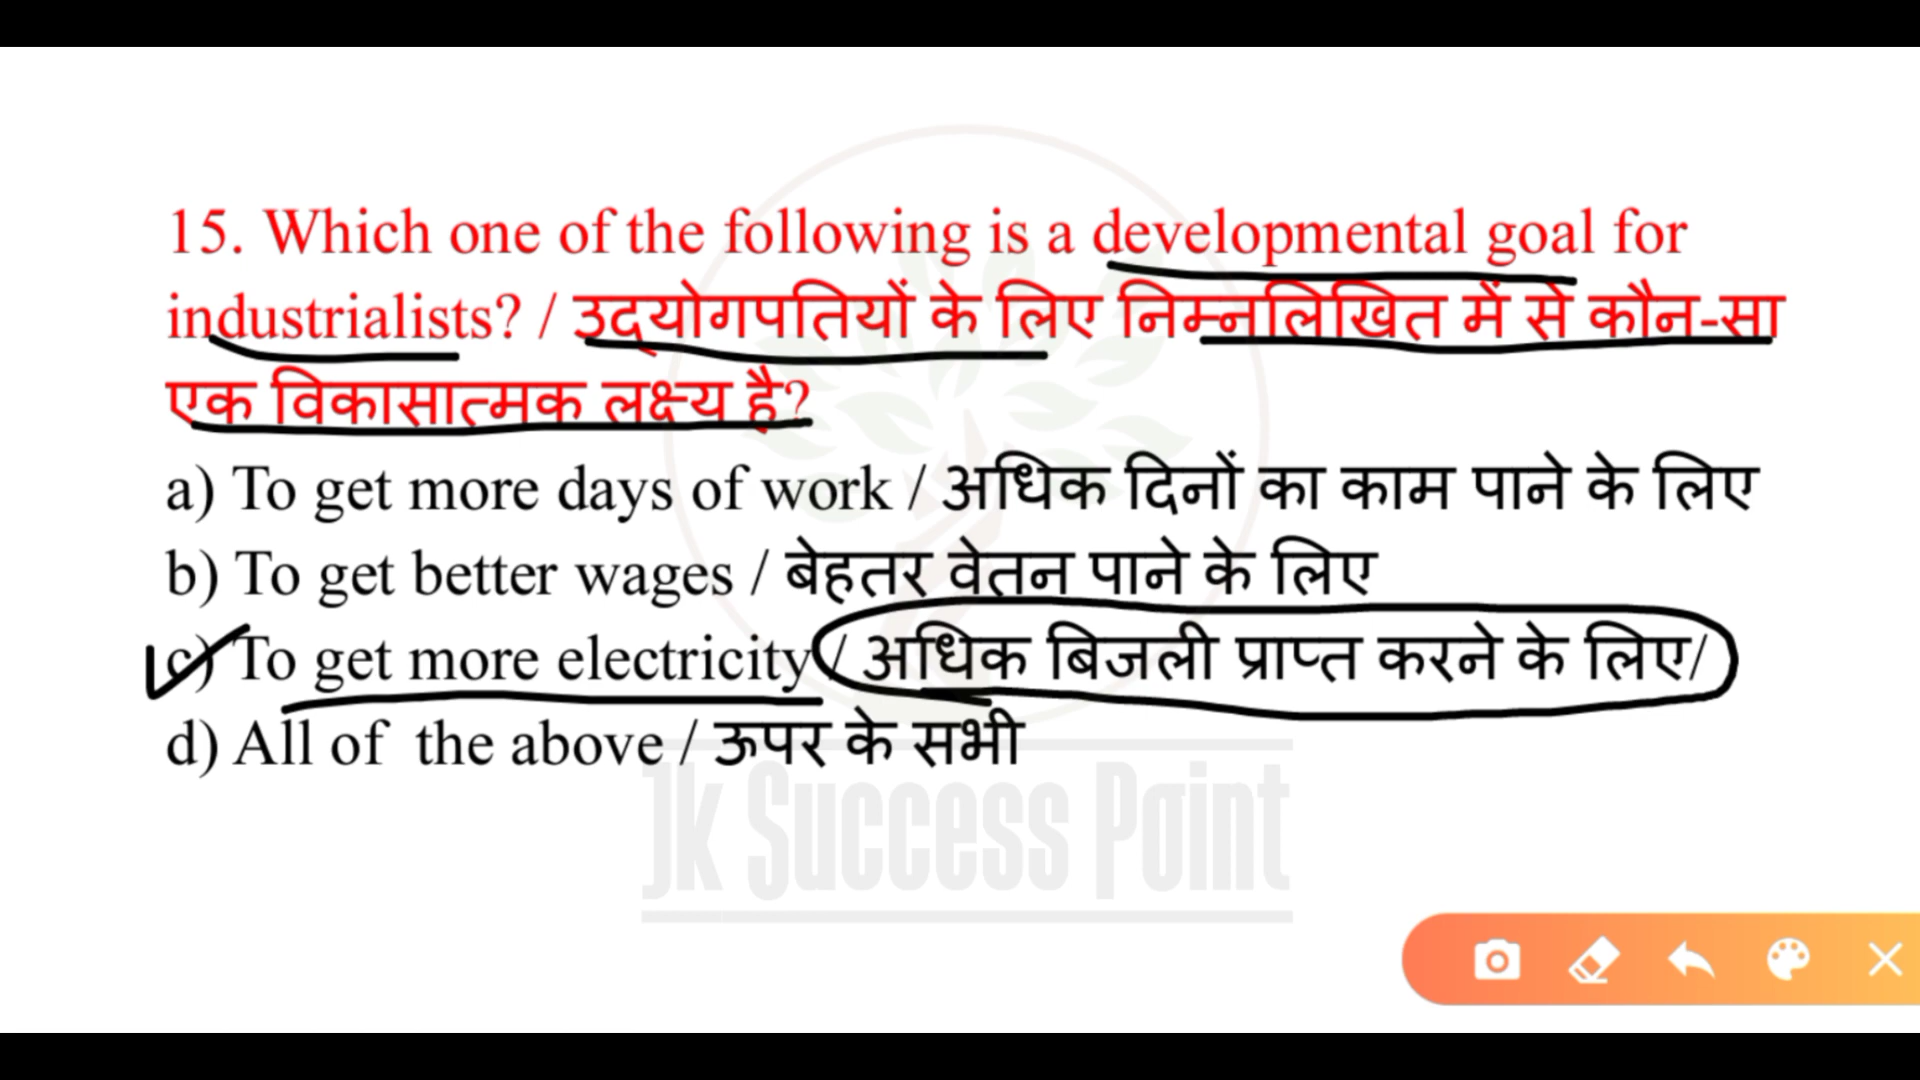 15. Which one of the following is a developmental goal for
industrialists? / उद्योगपतियों के लिए निम्नलिखित में से कौन-सा
एक विकासात्मक लक्ष्य है?
a) To get more days of work / अधिक दिनों का काम पाने के लिए
b) To get better wages / बेहतर वेतन पाने के लिए
c) To get more electricity / अधिक बिजली प्राप्त करने के लिए/
d) All of the above / ऊपर के सभी
Jk Success Point